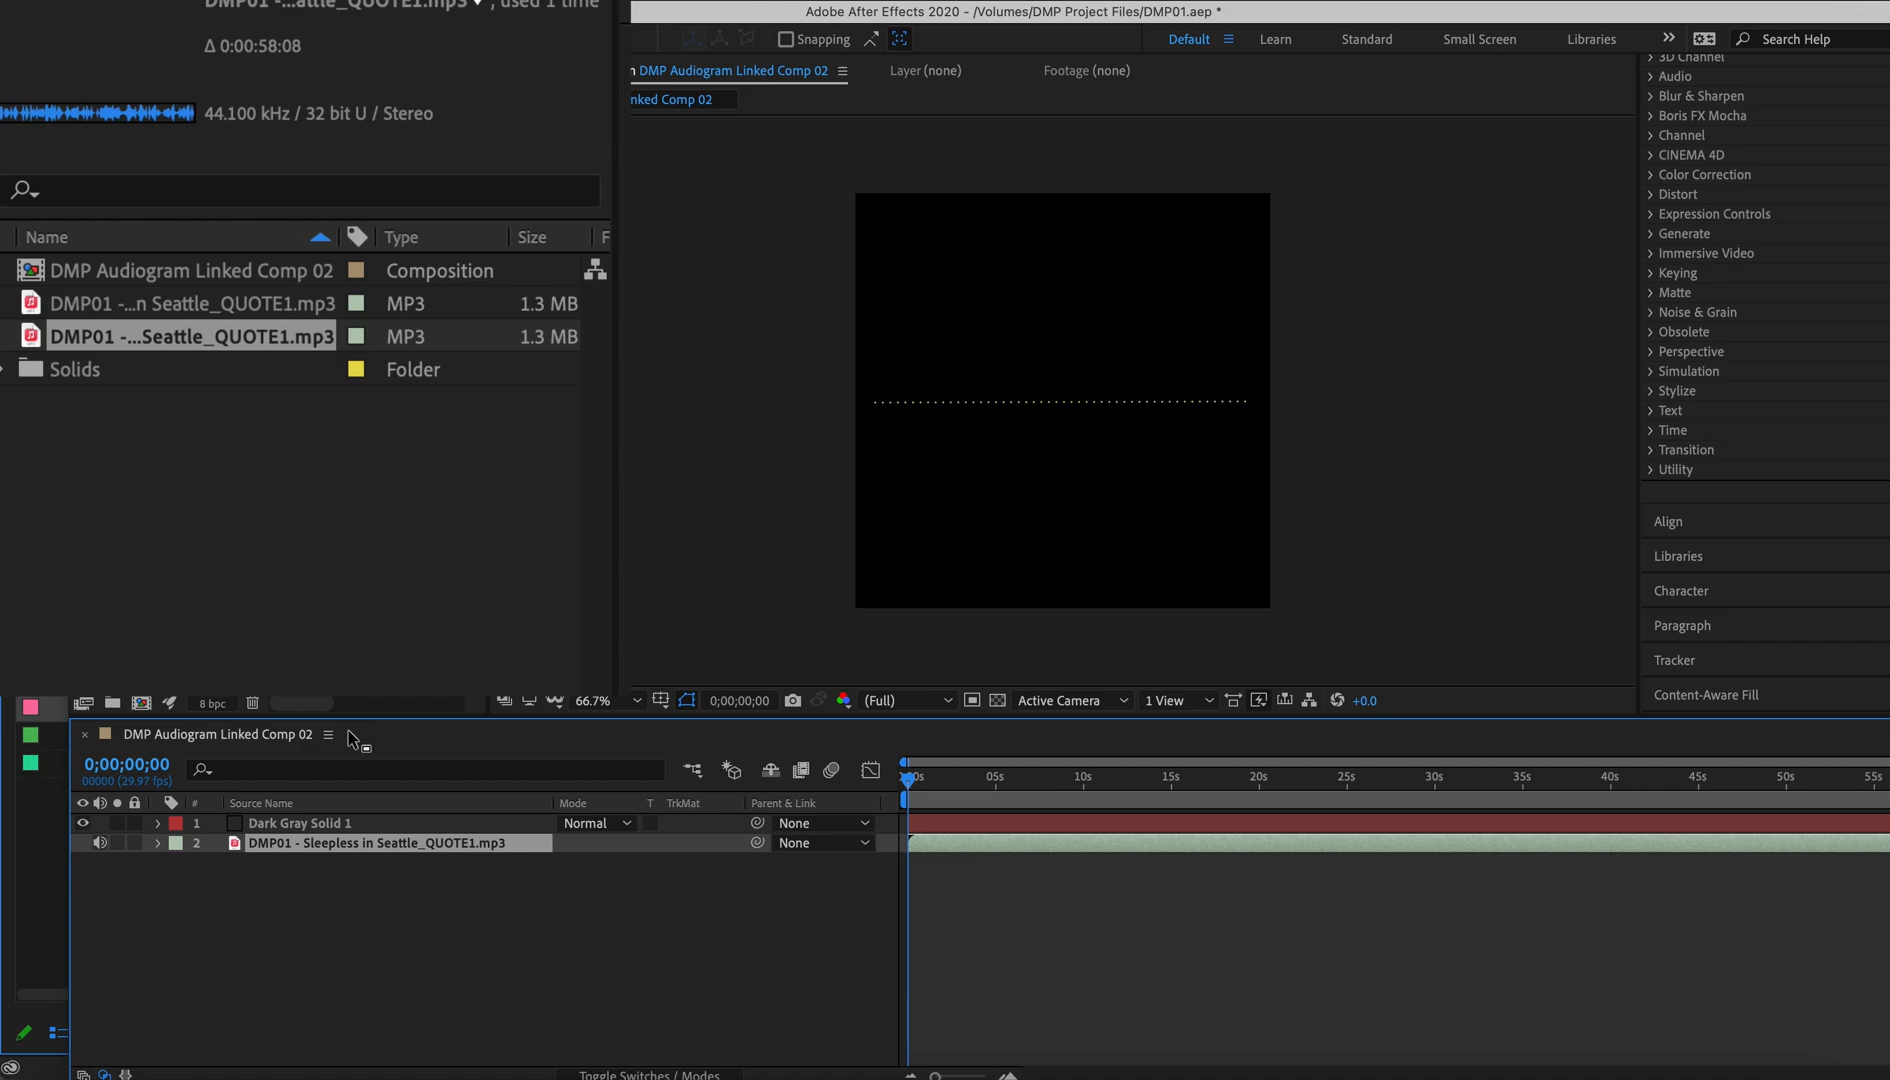 DMP01 -...attle_QUOTE1.mp3 ▼, used 1 time
Adobe After Effects 2020 - /Volumes/DMP Project Files/DMP01.aep *
Δ 0:00:58:08
Snapping
Default
Learn
Standard
Small Screen
Libraries
Search Help
DMP Audiogram Linked Comp 02
Layer (none)
Footage (none)
nked Comp 02
44.100 kHz / 32 bit U / Stereo
3D Channel
Audio
Blur & Sharpen
Boris FX Mocha
Channel
CINEMA 4D
Color Correction
Distort
Expression Controls
Generate
Immersive Video
Keying
Matte
Noise & Grain
Obsolete
Perspective
Simulation
Stylize
Text
Time
Transition
Utility
Align
Libraries
Character
Paragraph
Tracker
Content-Aware Fill
Name Type Size F
DMP Audiogram Linked Comp 02 Composition
DMP01 -...n Seattle_QUOTE1.mp3 MP3 1.3 MB
DMP01 -...Seattle_QUOTE1.mp3 MP3 1.3 MB
Solids Folder
8 bpc
66.7% 0;00;00;00 (Full) Active Camera 1 View +0.0
DMP Audiogram Linked Comp 02
0;00;00;00
00000 (29.97 fps)
05s 10s 15s 20s 25s 30s 35s 40s 45s 50s 55s
# Source Name Mode T TrkMat Parent & Link
1 Dark Gray Solid 1 Normal None
2 DMP01 - Sleepless in Seattle_QUOTE1.mp3 None
Toggle Switches / Modes